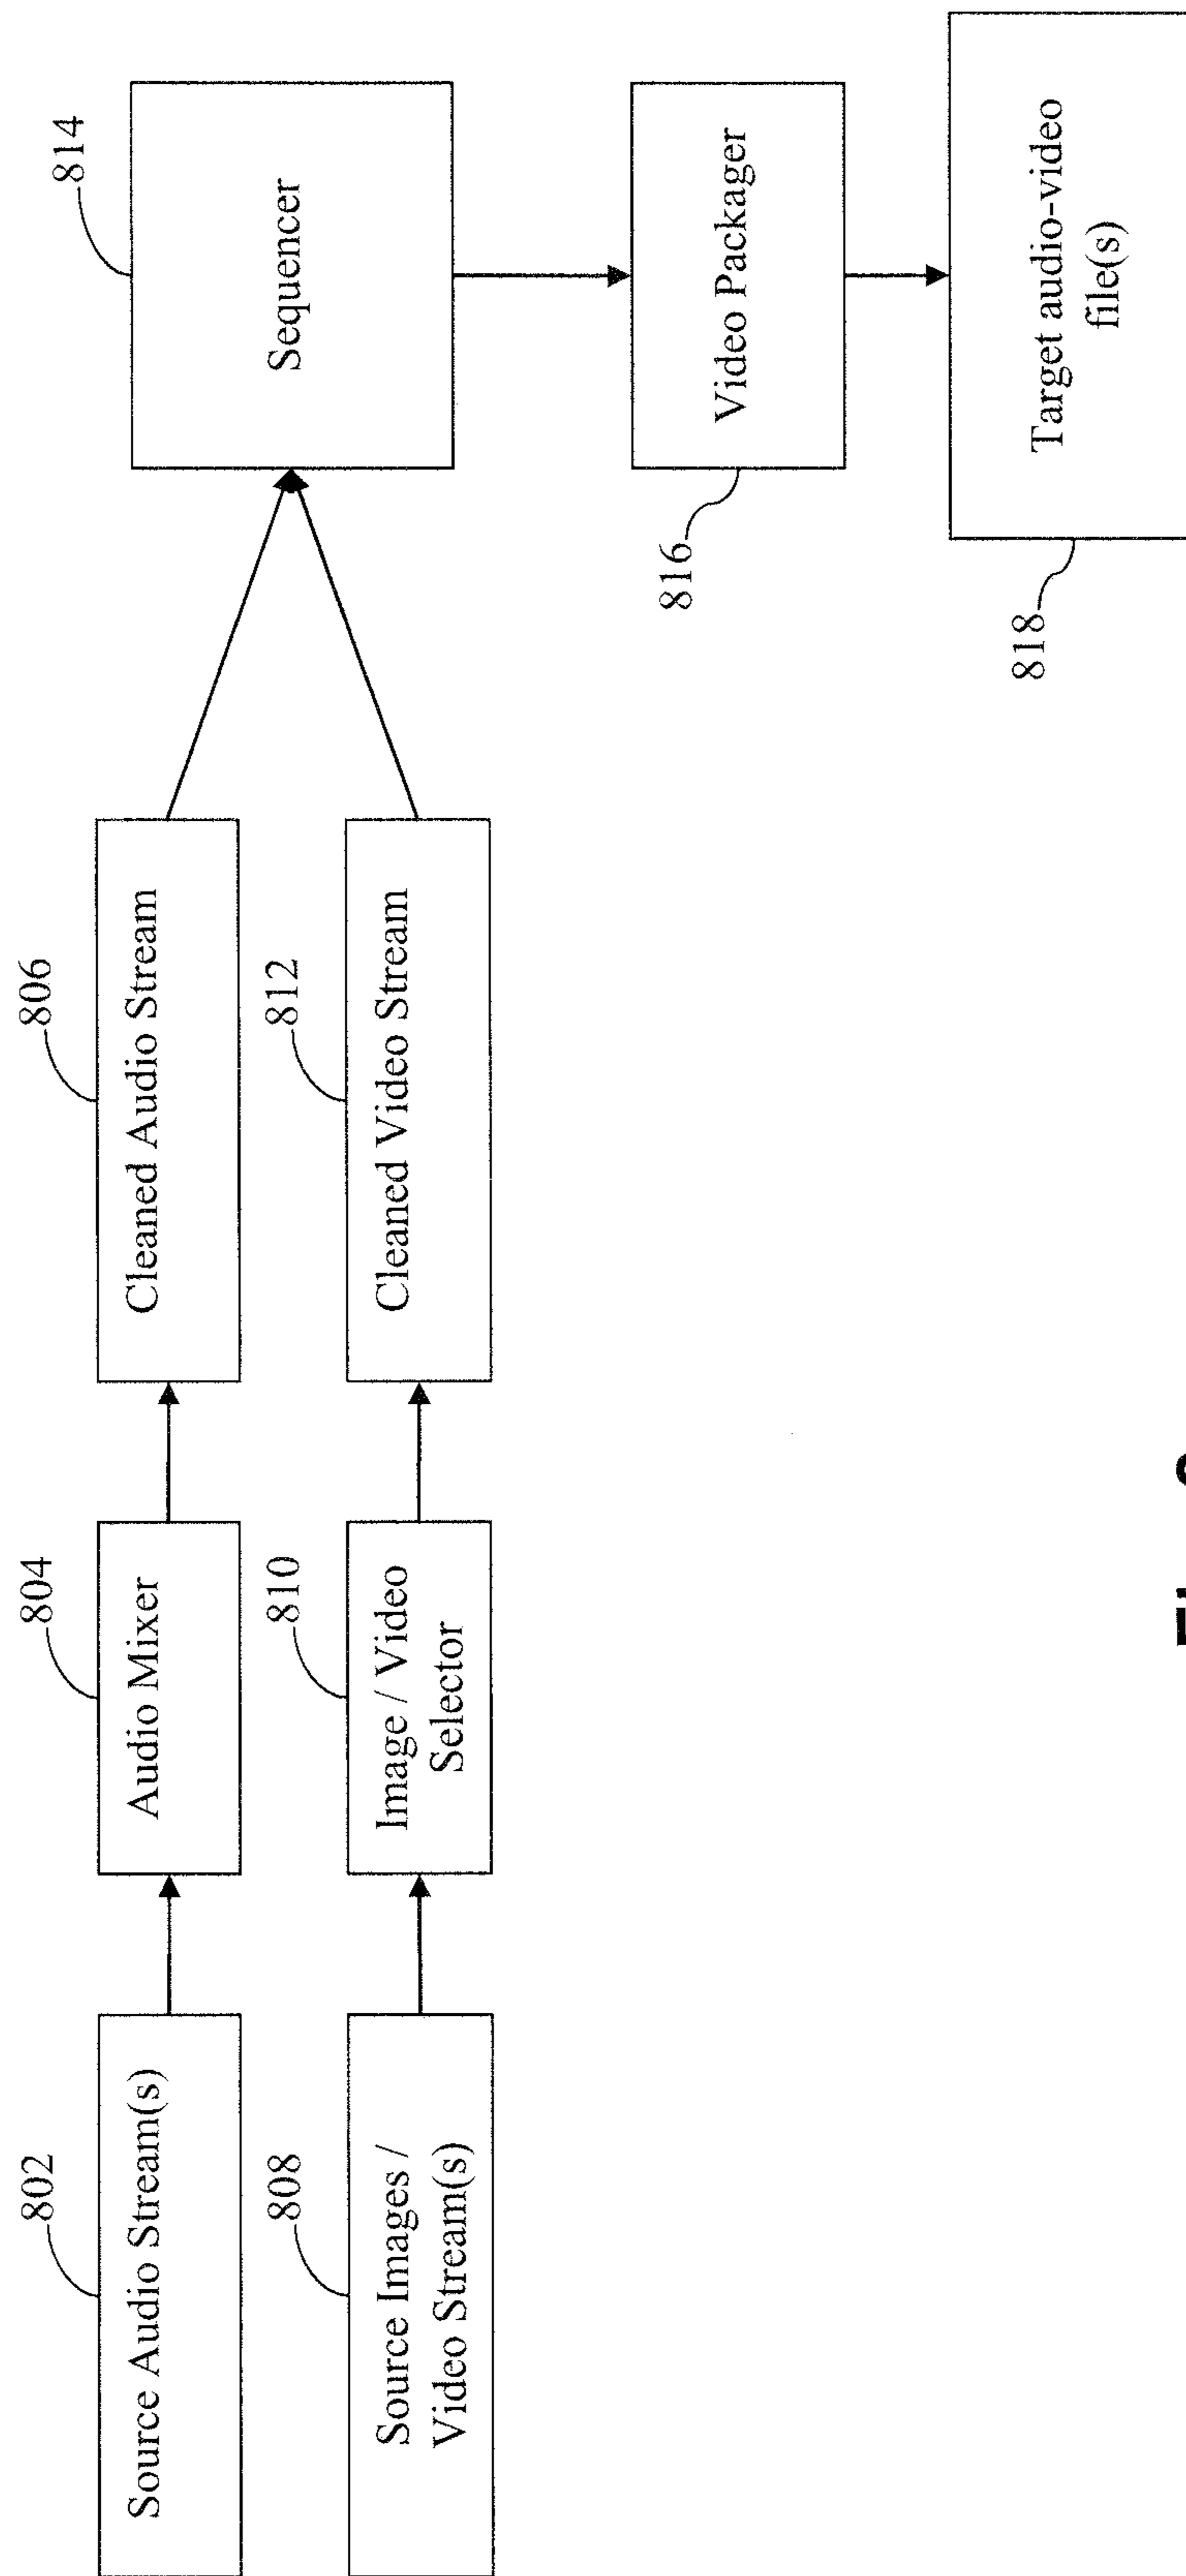 802
Source Audio Stream(s)
804
Audio Mixer
806
Cleaned Audio Stream
808
Source Images /
Video Stream(s)
810
Image / Video
Selector
812
Cleaned Video Stream
814
Sequencer
816
Video Packager
818
Target audio-video
file(s)